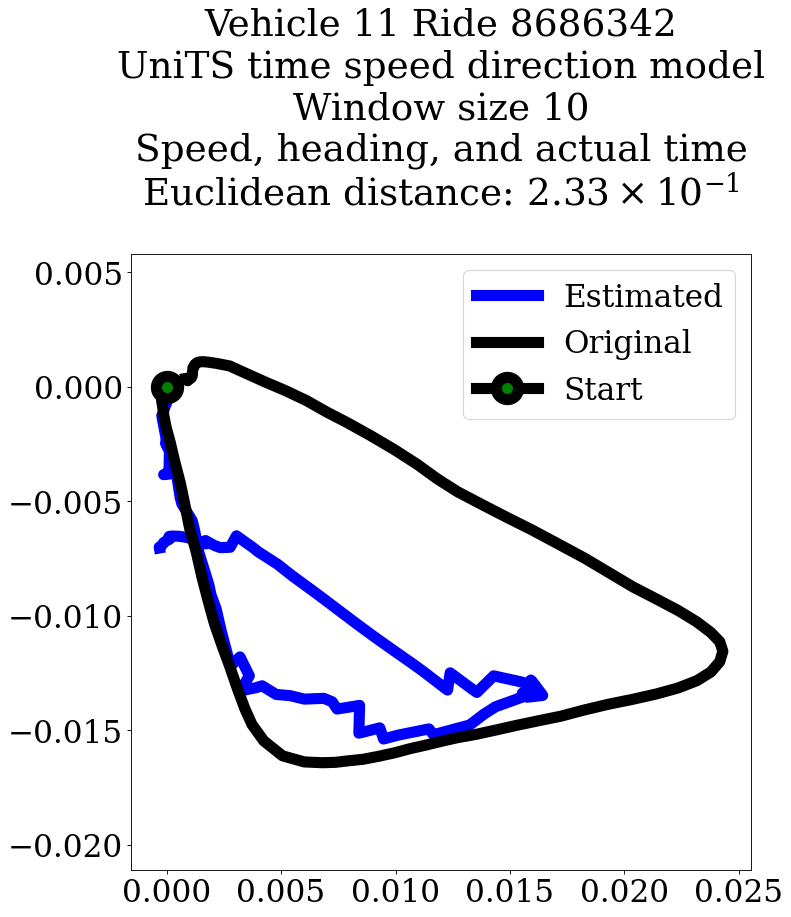 Vehicle 11 Ride 8686342
UniTS time speed direction model
Window size 10
Speed, heading, and actual time
Euclidean distance: 2.33 × 10⁻¹
0.005
0.000
−0.005
−0.010
−0.015
−0.020
Estimated
Original
Start
0.000 0.005 0.010 0.015 0.020 0.025